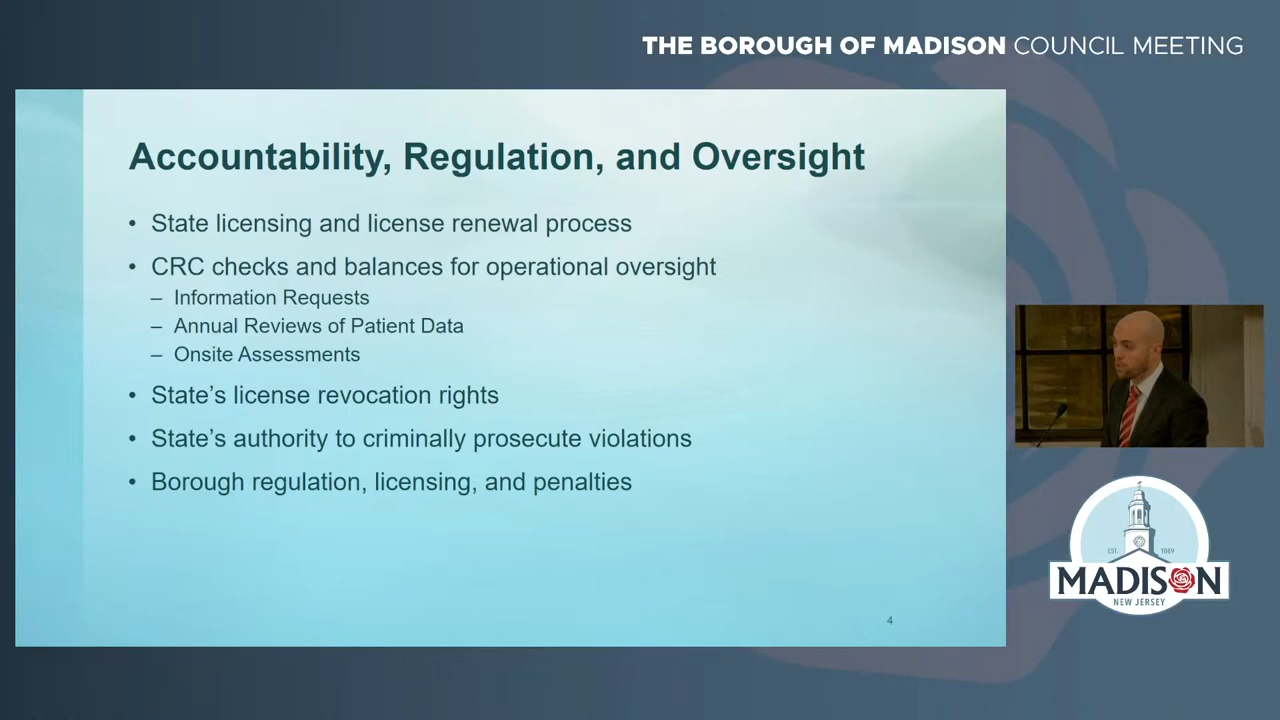 THE BOROUGH OF MADISON COUNCIL MEETING
Accountability, Regulation, and Oversight
• State licensing and license renewal process
• CRC checks and balances for operational oversight
– Information Requests
– Annual Reviews of Patient Data
– Onsite Assessments
• State’s license revocation rights
• State’s authority to criminally prosecute violations
• Borough regulation, licensing, and penalties
4
EST. 1889
MADISON
NEW JERSEY